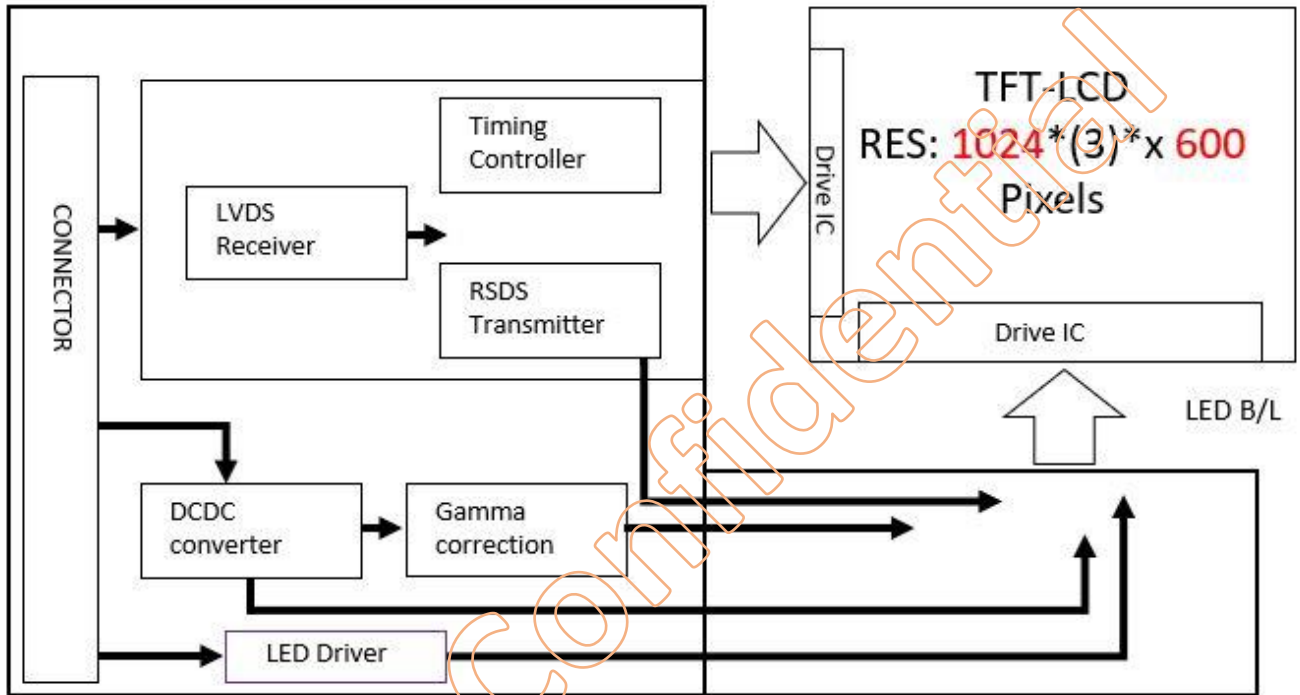 CONNECTOR
Timing
Controller
LVDS
Receiver
RSDS
Transmitter
DCDC
converter
Gamma
correction
LED Driver
TFT-LCD
RES: 1024*(3)*x 600
Pixels
Drive IC
Drive IC
LED B/L
Confidential